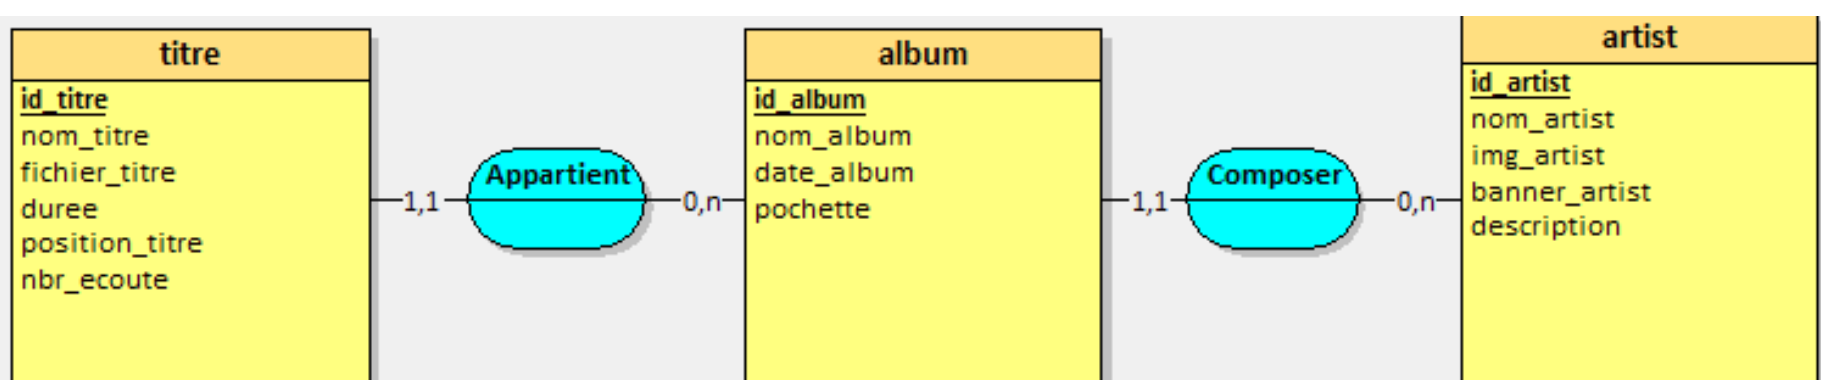 titre
id_titre
nom_titre
fichier_titre
duree
position_titre
nbr_ecoute
1,1
Appartient
0,n
album
id_album
nom_album
date_album
pochette
1,1
Composer
0,n
artist
id_artist
nom_artist
img_artist
banner_artist
description